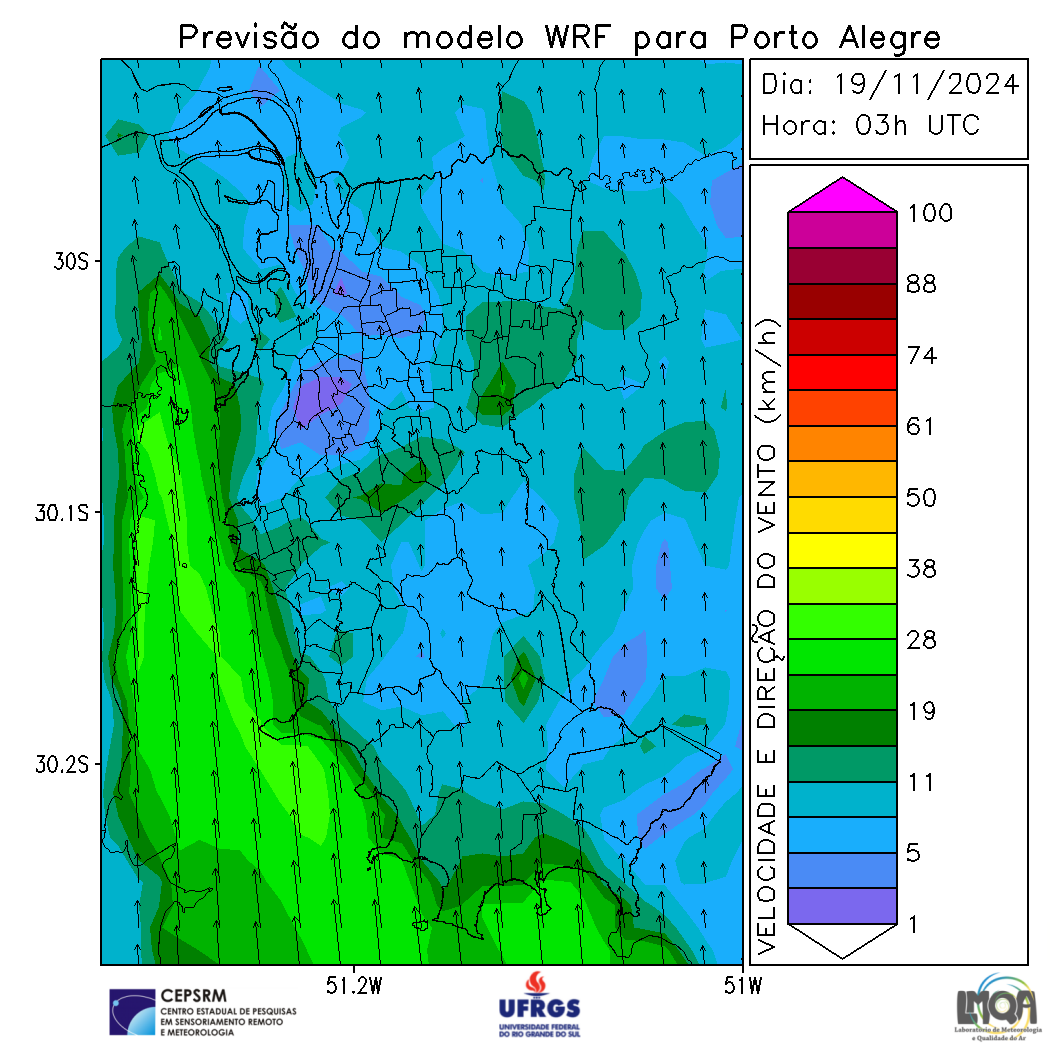 Previsão do modelo WRF para Porto Alegre
Dia: 19/11/2024
Hora: 03h UTC
30S
30.1S
30.2S
51.2W
51W
VELOCIDADE E DIREÇÃO DO VENTO (km/h)
100
88
74
61
50
38
28
19
11
5
1
CEPSRM
CENTRO ESTADUAL DE PESQUISAS
EM SENSORIAMENTO REMOTO
E METEOROLOGIA
UFRGS
UNIVERSIDADE FEDERAL
DO RIO GRANDE DO SUL
LMQA
Laboratório de Meteorologia
e Qualidade do Ar